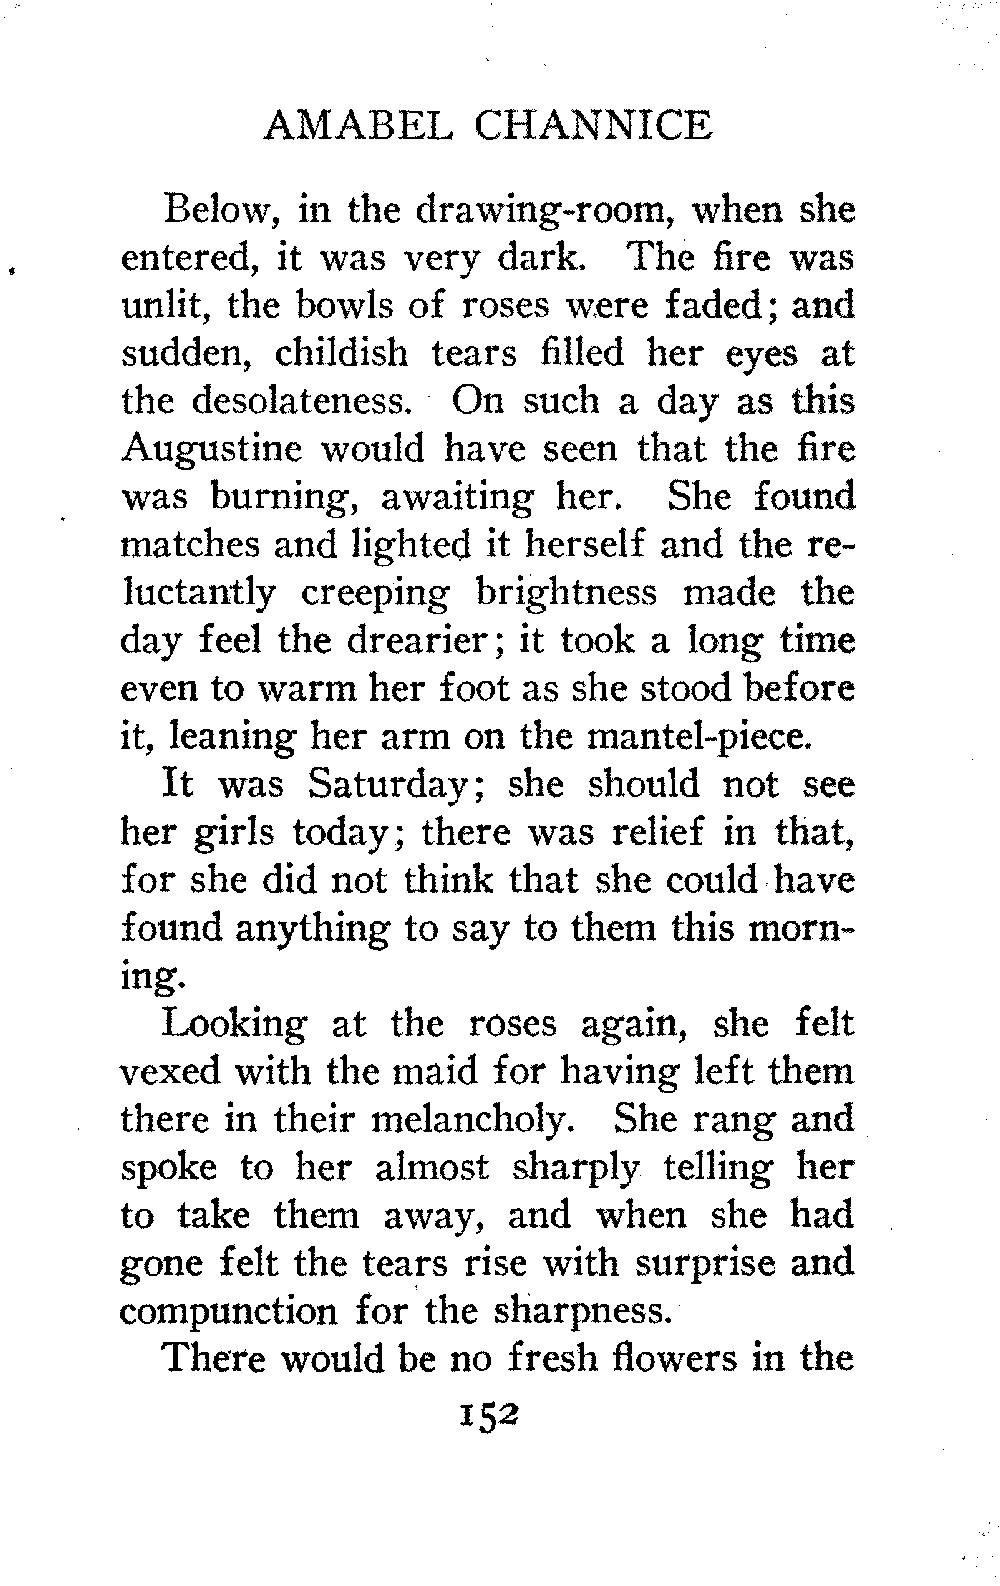 AMABEL CHANNICE
Below, in the drawing-room, when she
entered, it was very dark. The fire was
unlit, the bowls of roses were faded; and
sudden, childish tears filled her eyes at
the desolateness. On such a day as this
Augustine would have seen that the fire
was burning, awaiting her. She found
matches and lighted it herself and the re-
luctantly creeping brightness made the
day feel the drearier; it took a long time
even to warm her foot as she stood before
it, leaning her arm on the mantel-piece.
It was Saturday; she should not see
her girls today; there was relief in that,
for she did not think that she could have
found anything to say to them this morn-
ing.
Looking at the roses again, she felt
vexed with the maid for having left them
there in their melancholy. She rang and
spoke to her almost sharply telling her
to take them away, and when she had
gone felt the tears rise with surprise and
compunction for the sharpness.
There would be no fresh flowers in the
152